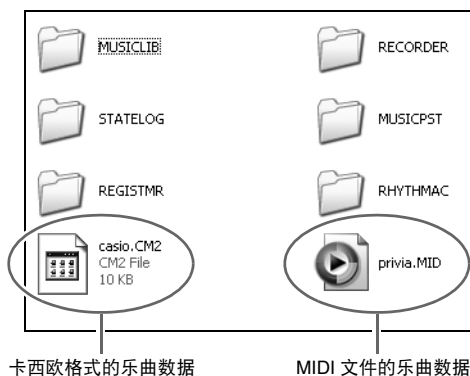 MUSICLIB
RECORDER
STATELOG
MUSICPST
REGISTMR
RHYTHMAC
casio.CM2
CM2 File
10 KB
privia.MID
卡西欧格式的乐曲数据
MIDI 文件的乐曲数据